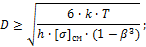 D ≥ √(6 · k · T / (h · [σ]СМ · (1 − β³)));